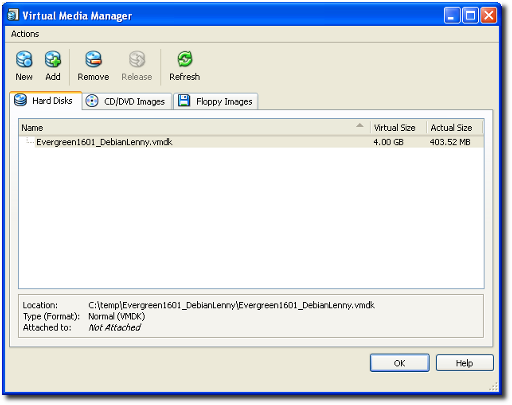 Virtual Media Manager
Actions
New Add Remove Release Refresh
Hard Disks CD/DVD Images Floppy Images
Name Virtual Size Actual Size
Evergreen1601_DebianLenny.vmdk 4.00 GB 403.52 MB
Location: C:\temp\Evergreen1601_DebianLenny\Evergreen1601_DebianLenny.vmdk
Type (Format): Normal (VMDK)
Attached to: Not Attached
OK Help